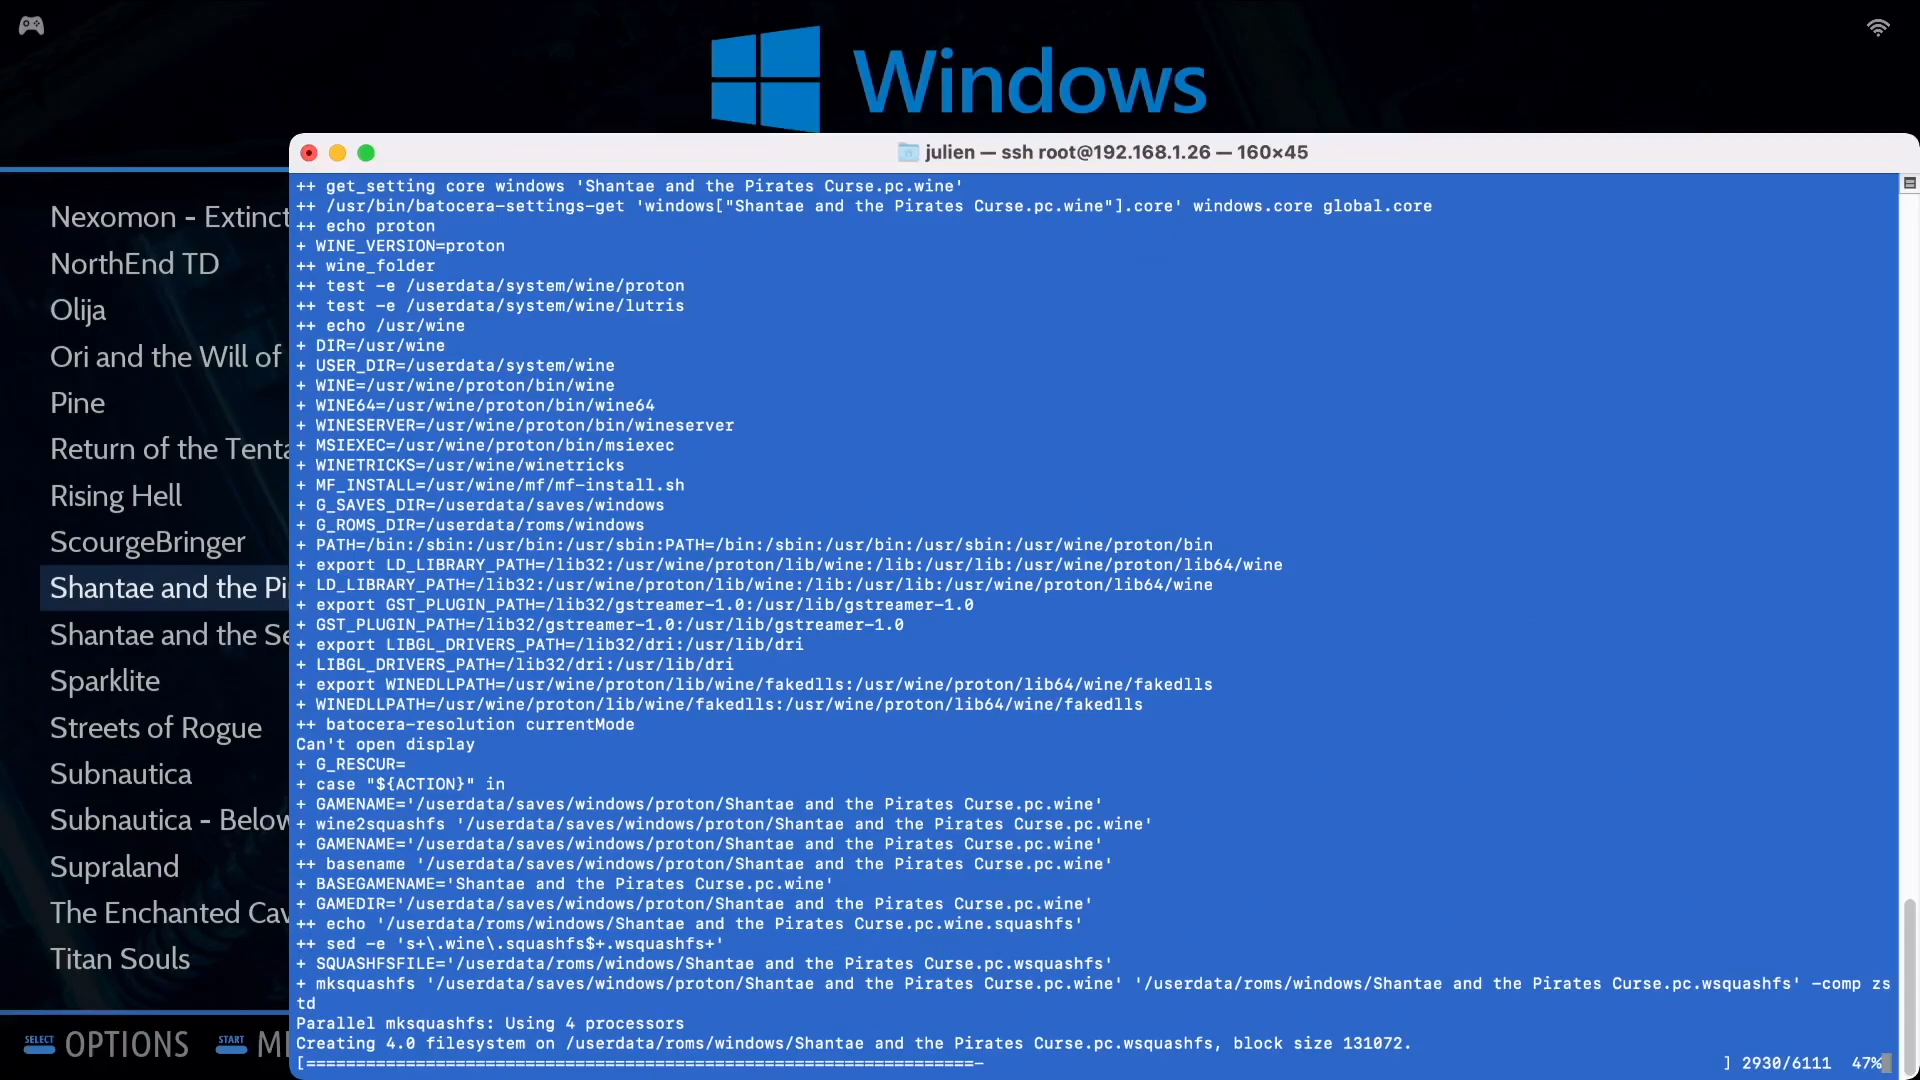 Windows
julien — ssh root@192.168.1.26 — 160×45
Nexomon - Extinct
NorthEnd TD
Olija
Ori and the Will of
Pine
Return of the Tenta
Rising Hell
ScourgeBringer
Shantae and the Pi
Shantae and the Se
Sparklite
Streets of Rogue
Subnautica
Subnautica - Below
Supraland
The Enchanted Cav
Titan Souls
SELECT OPTIONS START ME
++ get_setting core windows 'Shantae and the Pirates Curse.pc.wine'
++ /usr/bin/batocera-settings-get 'windows["Shantae and the Pirates Curse.pc.wine"].core' windows.core global.core
++ echo proton
+ WINE_VERSION=proton
++ wine_folder
++ test -e /userdata/system/wine/proton
++ test -e /userdata/system/wine/lutris
++ echo /usr/wine
+ DIR=/usr/wine
+ USER_DIR=/userdata/system/wine
+ WINE=/usr/wine/proton/bin/wine
+ WINE64=/usr/wine/proton/bin/wine64
+ WINESERVER=/usr/wine/proton/bin/wineserver
+ MSIEXEC=/usr/wine/proton/bin/msiexec
+ WINETRICKS=/usr/wine/winetricks
+ MF_INSTALL=/usr/wine/mf/mf-install.sh
+ G_SAVES_DIR=/userdata/saves/windows
+ G_ROMS_DIR=/userdata/roms/windows
+ PATH=/bin:/sbin:/usr/bin:/usr/sbin:PATH=/bin:/sbin:/usr/bin:/usr/sbin:/usr/wine/proton/bin
+ export LD_LIBRARY_PATH=/lib32:/usr/wine/proton/lib/wine:/lib:/usr/lib:/usr/wine/proton/lib64/wine
+ LD_LIBRARY_PATH=/lib32:/usr/wine/proton/lib/wine:/lib:/usr/lib:/usr/wine/proton/lib64/wine
+ export GST_PLUGIN_PATH=/lib32/gstreamer-1.0:/usr/lib/gstreamer-1.0
+ GST_PLUGIN_PATH=/lib32/gstreamer-1.0:/usr/lib/gstreamer-1.0
+ export LIBGL_DRIVERS_PATH=/lib32/dri:/usr/lib/dri
+ LIBGL_DRIVERS_PATH=/lib32/dri:/usr/lib/dri
+ export WINEDLLPATH=/usr/wine/proton/lib/wine/fakedlls:/usr/wine/proton/lib64/wine/fakedlls
+ WINEDLLPATH=/usr/wine/proton/lib/wine/fakedlls:/usr/wine/proton/lib64/wine/fakedlls
++ batocera-resolution currentMode
Can't open display
+ G_RESCUR=
+ case "${ACTION}" in
+ GAMENAME='/userdata/saves/windows/proton/Shantae and the Pirates Curse.pc.wine'
+ wine2squashfs '/userdata/saves/windows/proton/Shantae and the Pirates Curse.pc.wine'
+ GAMENAME='/userdata/saves/windows/proton/Shantae and the Pirates Curse.pc.wine'
++ basename '/userdata/saves/windows/proton/Shantae and the Pirates Curse.pc.wine'
+ BASEGAMENAME='Shantae and the Pirates Curse.pc.wine'
+ GAMEDIR='/userdata/saves/windows/proton/Shantae and the Pirates Curse.pc.wine'
++ echo '/userdata/roms/windows/Shantae and the Pirates Curse.pc.wine.squashfs'
++ sed -e 's+\.wine\.squashfs$+.wsquashfs+'
+ SQUASHFSFILE='/userdata/roms/windows/Shantae and the Pirates Curse.pc.wsquashfs'
+ mksquashfs '/userdata/saves/windows/proton/Shantae and the Pirates Curse.pc.wine' '/userdata/roms/windows/Shantae and the Pirates Curse.pc.wsquashfs' -comp zs
td
Parallel mksquashfs: Using 4 processors
Creating 4.0 filesystem on /userdata/roms/windows/Shantae and the Pirates Curse.pc.wsquashfs, block size 131072.
[===================================================================- ] 2930/6111 47%